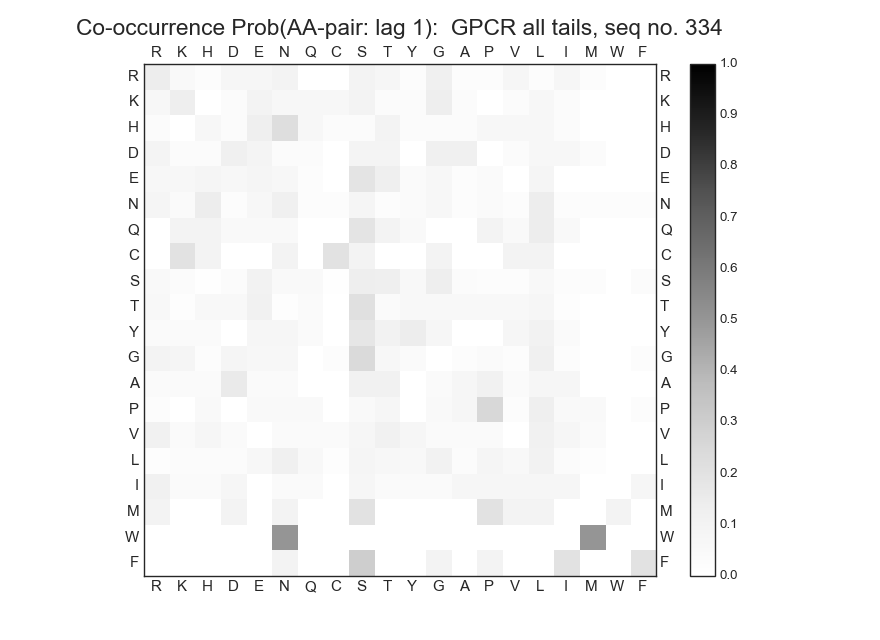 Co-occurrence Prob(AA-pair: lag 1):  GPCR all tails, seq no. 334
R K H D E N Q C S T Y G A P V L I M W F
1.0
R R
K K
0.9
H H
D D
0.8
E E
0.7
N N
Q Q
0.6
C C
S S
0.5
T T
Y Y
0.4
G G
A A
0.3
P P
V V
0.2
L L
I I
0.1
M M
W W
F F
0.0
R K H D E N Q C S T Y G A P V L I M W F